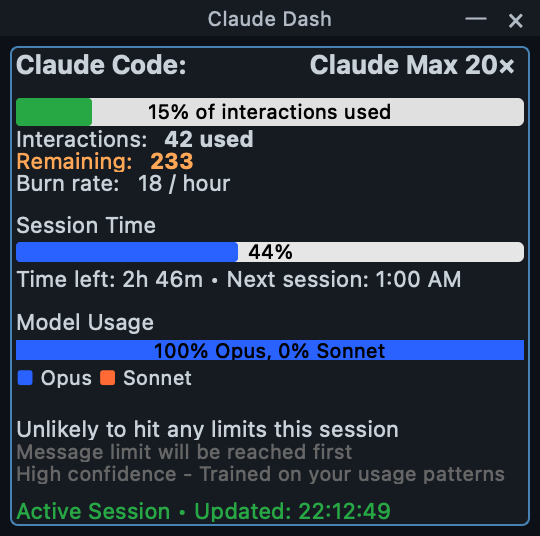 Claude Dash
Claude Code: Claude Max 20×
15% of interactions used
Interactions: 42 used
Remaining: 233
Burn rate: 18 / hour
Session Time
44%
Time left: 2h 46m • Next session: 1:00 AM
Model Usage
100% Opus, 0% Sonnet
Opus Sonnet
Unlikely to hit any limits this session
Message limit will be reached first
High confidence - Trained on your usage patterns
Active Session • Updated: 22:12:49